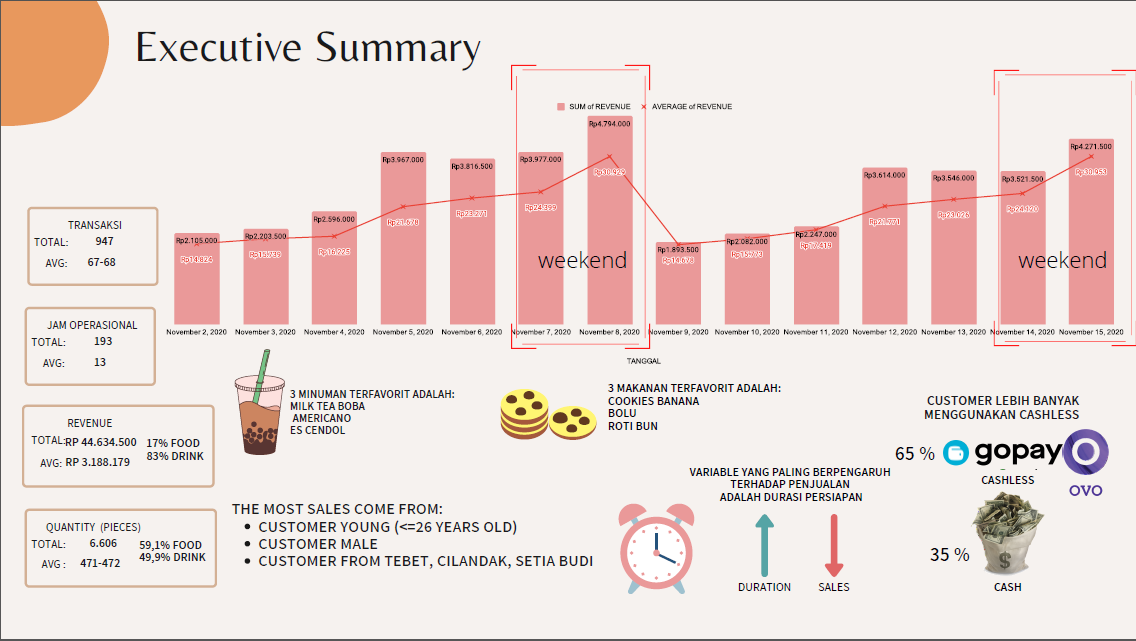 Executive Summary
SUM of REVENUE
AVERAGE of REVENUE
Rp2.105.000
Rp2.203.500
Rp2.596.000
Rp3.967.000
Rp3.816.500
Rp3.977.000
Rp4.794.000
Rp1.893.500
Rp2.082.000
Rp2.247.000
Rp3.614.000
Rp3.546.000
Rp3.521.500
Rp4.271.500
Rp14.824
Rp16.225
Rp21.678
Rp23.271
Rp24.399
Rp30.929
Rp14.678
Rp15.773
Rp17.419
Rp21.771
Rp23.026
Rp24.120
Rp30.953
weekend
weekend
November 2, 2020
November 3, 2020
November 4, 2020
November 5, 2020
November 6, 2020
November 7, 2020
November 8, 2020
November 9, 2020
November 10, 2020
November 11, 2020
November 12, 2020
November 13, 2020
November 14, 2020
November 15, 2020
TANGGAL
TRANSAKSI
TOTAL: 947
AVG: 67-68
JAM OPERASIONAL
TOTAL: 193
AVG: 13
REVENUE
TOTAL:RP 44.634.500
AVG: RP 3.188.179
17% FOOD
83% DRINK
QUANTITY (PIECES)
TOTAL: 6.606
AVG : 471-472
59,1% FOOD
49,9% DRINK
3 MINUMAN TERFAVORIT ADALAH:
MILK TEA BOBA
AMERICANO
ES CENDOL
3 MAKANAN TERFAVORIT ADALAH:
COOKIES BANANA
BOLU
ROTI BUN
THE MOST SALES COME FROM:
• CUSTOMER YOUNG (<=26 YEARS OLD)
• CUSTOMER MALE
• CUSTOMER FROM TEBET, CILANDAK, SETIA BUDI
VARIABLE YANG PALING BERPENGARUH
TERHADAP PENJUALAN
ADALAH DURASI PERSIAPAN
DURATION
SALES
CUSTOMER LEBIH BANYAK
MENGGUNAKAN CASHLESS
65 %
gopay
OVO
CASHLESS
35 %
$
CASH